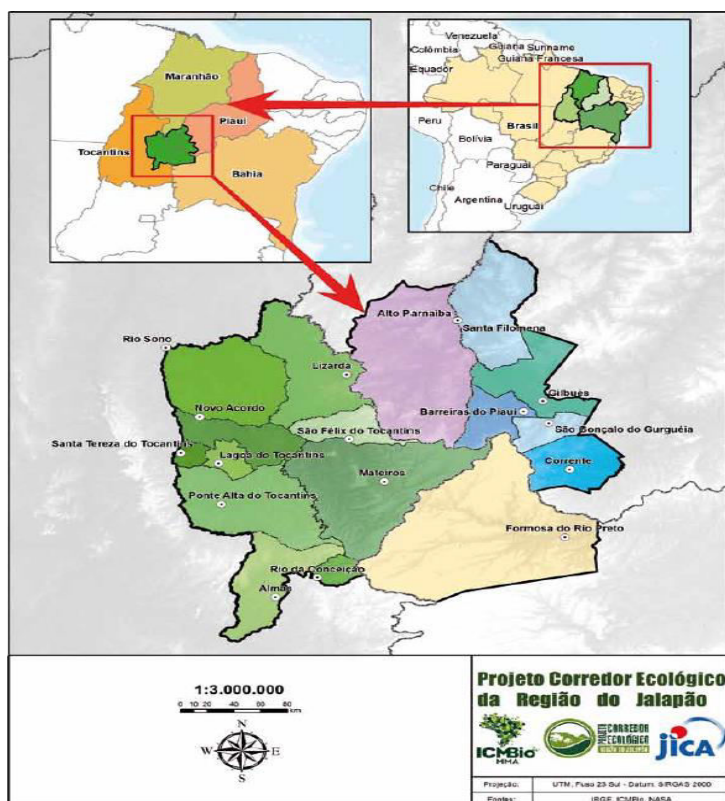 Maranhão
Piauí
Tocantins
Bahia
Venezuela
Colômbia
Guiana
Suriname
Guiana Francesa
Equador
Peru
Brasil
Bolívia
Paraguai
Chile
Argentina
Uruguai
Alto Parnaíba
Santa Filomena
Rio Sono
Lizarda
Gilbués
Novo Acordo
Barreiras do Piauí
São Félix do Tocantins
São Gonçalo do Gurguéia
Santa Tereza do Tocantins
Lagoa do Tocantins
Corrente
Mateiros
Ponte Alta do Tocantins
Formosa do Rio Preto
Rio da Conceição
Almas
1:3.000.000
0 10 20 40 60 80
km
N
W E
S
Projeto Corredor Ecológico
da Região do Jalapão
ICMBio
MMA
PROJETO CORREDOR
ECOLÓGICO
REGIÃO DO JALAPÃO
JICA
Projeção: UTM, Fuso 23 Sul - Datum: SIRGAS 2000
Fontes: IBGE, ICMBio, NASA